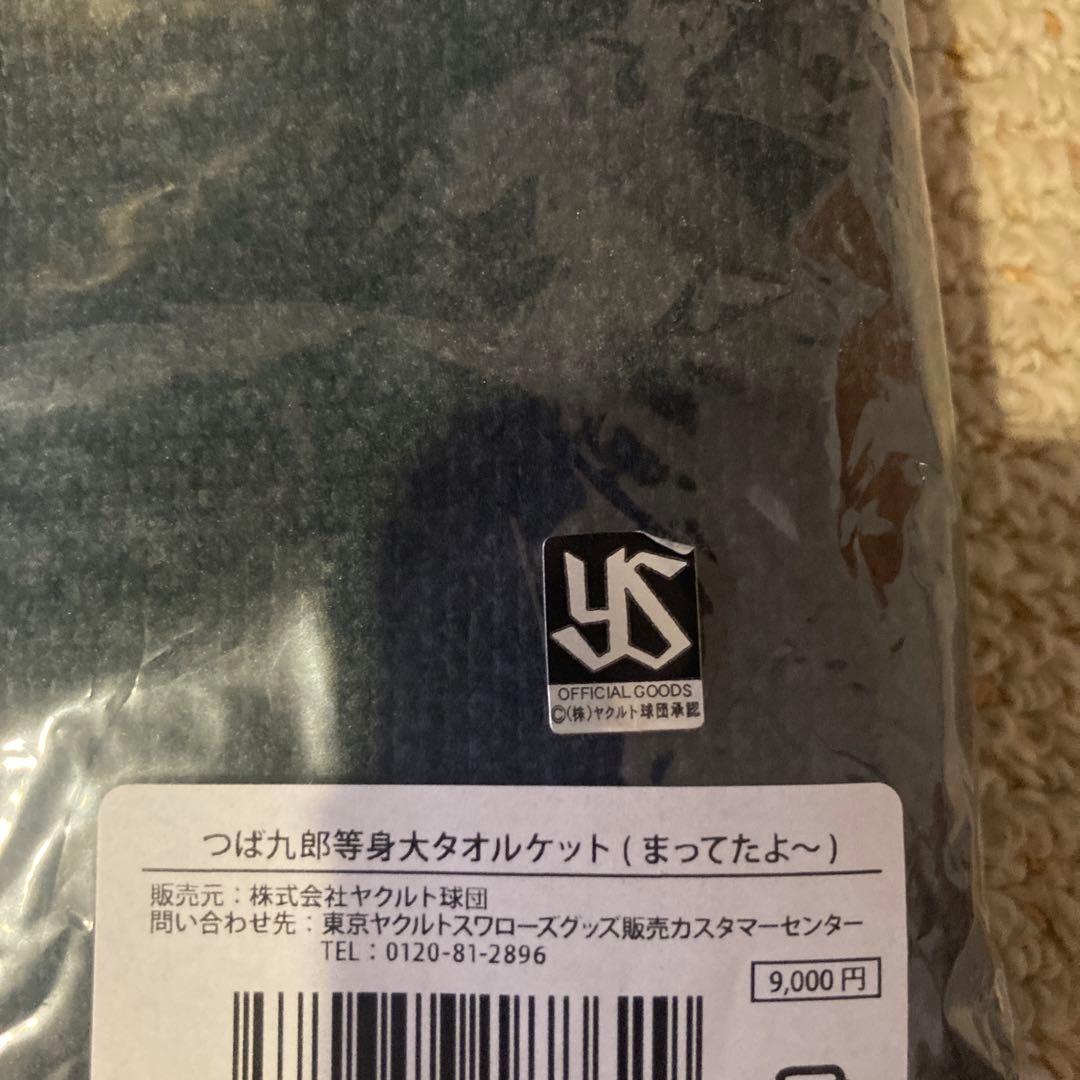 YS
OFFICIAL GOODS
©(株)ヤクルト球団承認
つば九郎等身大タオルケット(まってたよ～)
販売元：株式会社ヤクルト球団
問い合わせ先：東京ヤクルトスワローズグッズ販売カスタマーセンター
TEL：0120-81-2896
9,000円